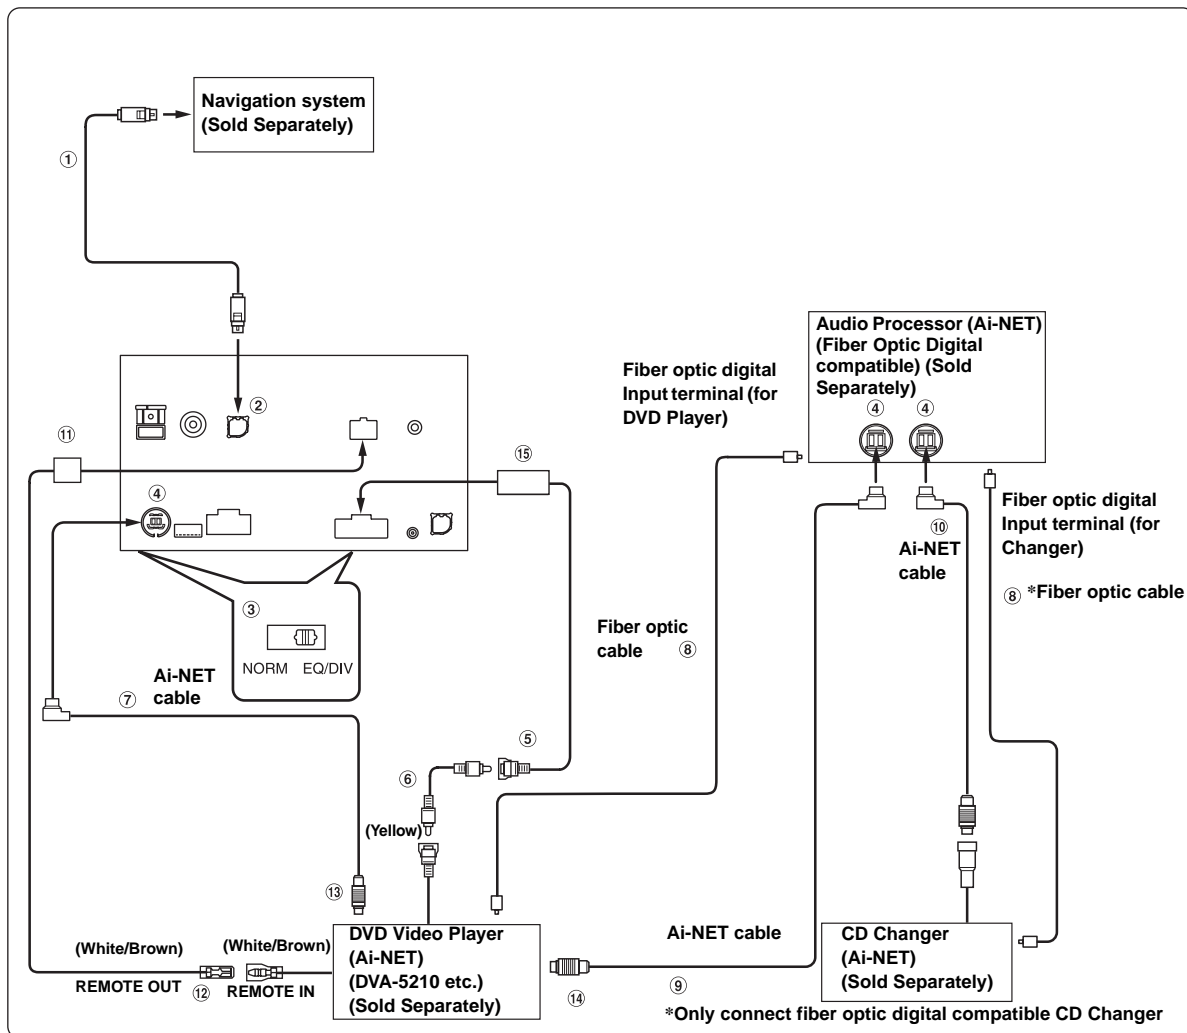 Navigation system
(Sold Separately)
①
②
Audio Processor (Ai-NET)
(Fiber Optic Digital
compatible) (Sold
Separately)
④ ④
Fiber optic digital
Input terminal (for
DVD Player)
⑪
⑮
④
Fiber optic digital
Input terminal (for
Changer)
⑩
Ai-NET
cable
⑧ *Fiber optic cable
③
NORM EQ/DIV
Fiber optic
cable ⑧
Ai-NET
cable
⑦
⑤
⑥
(Yellow)
⑬
(White/Brown)
REMOTE OUT
⑫
(White/Brown)
REMOTE IN
DVD Video Player
(Ai-NET)
(DVA-5210 etc.)
(Sold Separately)
⑭
Ai-NET cable
⑨
CD Changer
(Ai-NET)
(Sold Separately)
*Only connect fiber optic digital compatible CD Changer